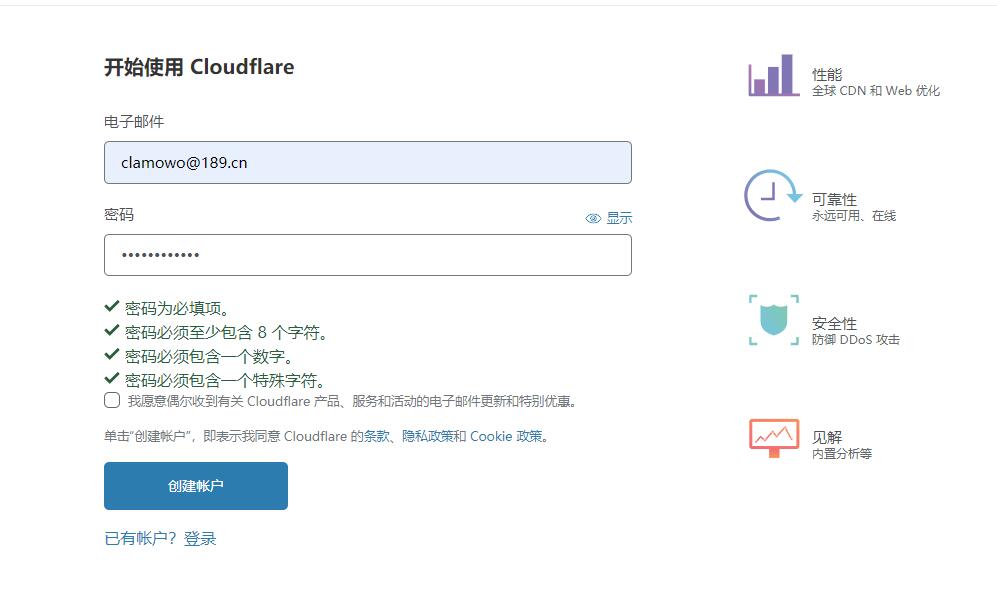 开始使用 Cloudflare
电子邮件
clamowo@189.cn
密码
显示
••••••••••••
密码为必填项。
密码必须至少包含 8 个字符。
密码必须包含一个数字。
密码必须包含一个特殊字符。
我愿意偶尔收到有关 Cloudflare 产品、服务和活动的电子邮件更新和特别优惠。
单击“创建帐户”，即表示我同意 Cloudflare 的条款、隐私政策和 Cookie 政策。
创建帐户
已有帐户？登录
性能
全球 CDN 和 Web 优化
可靠性
永远可用、在线
安全性
防御 DDoS 攻击
见解
内置分析等